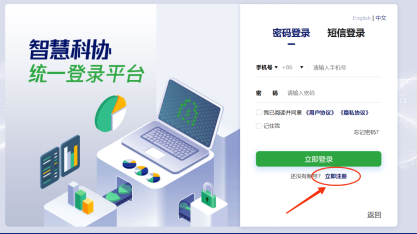 English | 中文
智慧科协
统一登录平台
密码登录 短信登录
手机号 +86 请输入手机号
密 码 请输入密码
我已阅读并同意 《用户协议》 《隐私协议》
记住我
忘记密码?
立即登录
还没有账号? 立即注册
返回